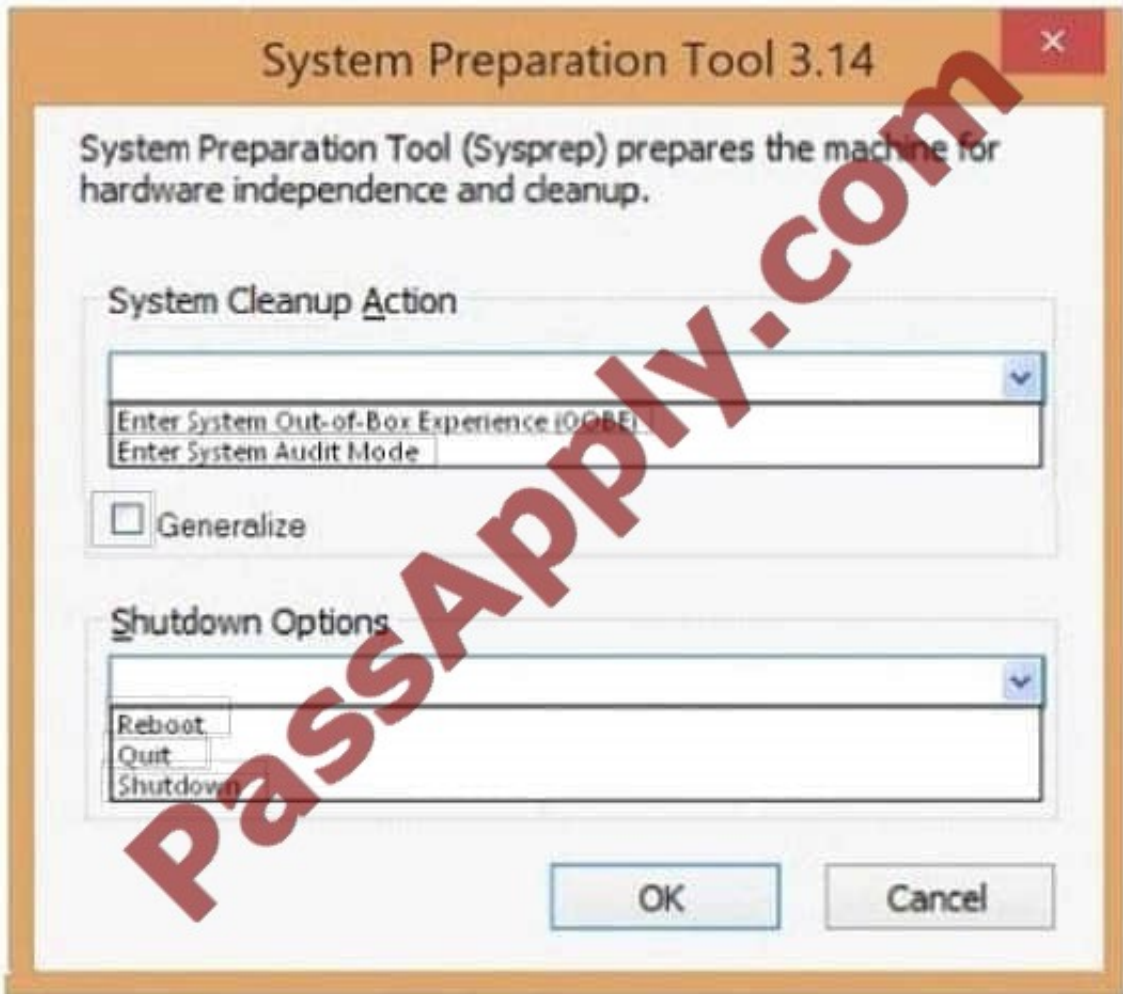 System Preparation Tool 3.14
System Preparation Tool (Sysprep) prepares the machine for
hardware independence and cleanup.
System Cleanup Action
Enter System Out-of-Box Experience (OOBE)
Enter System Audit Mode
Generalize
Shutdown Options
Reboot
Quit
Shutdown
OK
Cancel
PassApply.com